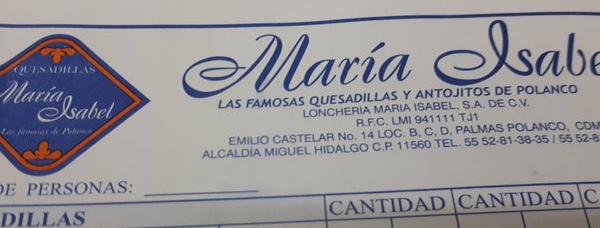 QUESADILLAS
María
Isabel
Las famosas de Polanco
María Isabe
LAS FAMOSAS QUESADILLAS Y ANTOJITOS DE POLANCO
LONCHERIA MARIA ISABEL, S.A. DE C.V.
R.F.C. LMI 941111 TJ1
EMILIO CASTELAR No. 14 LOC. B, C, D, PALMAS POLANCO, CDM
ALCALDÍA MIGUEL HIDALGO C.P. 11560 TEL. 55 52-81-38-35 / 55 52-8
DE PERSONAS:
DILLAS
CANTIDAD CANTIDAD C